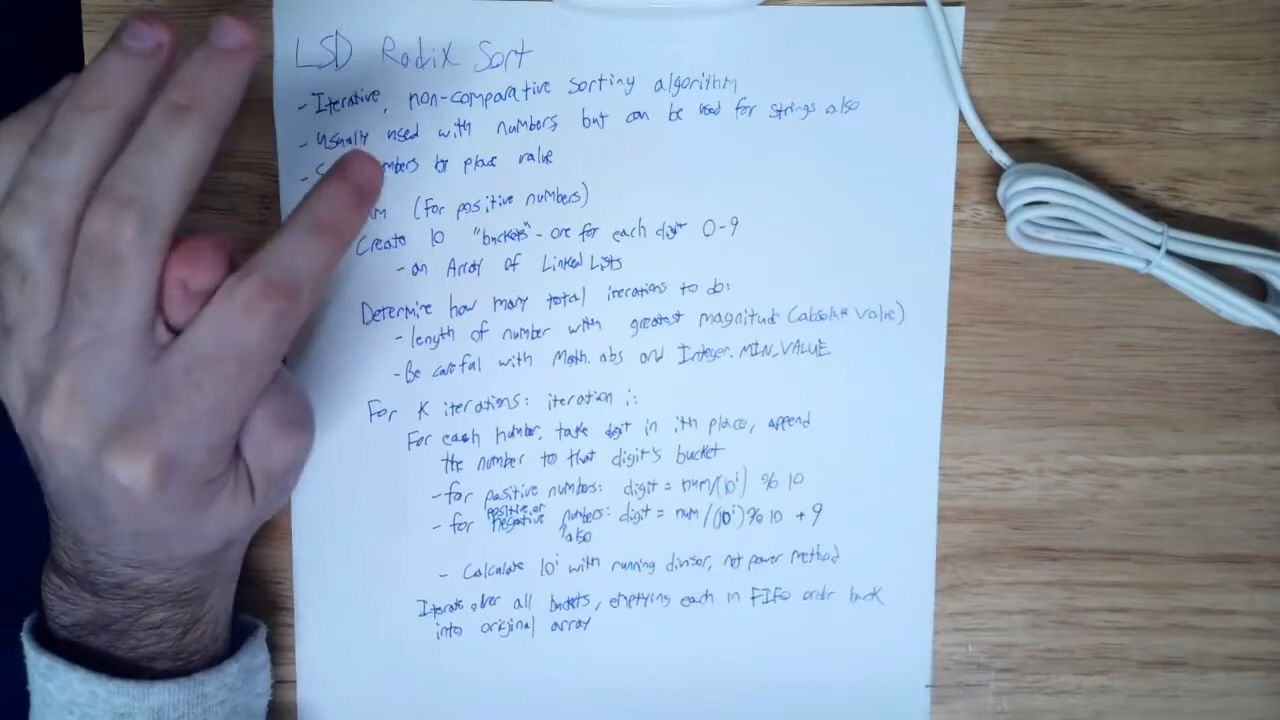 LSD Radix Sort
- Iterative, non-comparative sorting algorithm
- usually used with numbers, but can be used for strings also
- by place value
(for positive numbers)
Create 10 "buckets" - one for each digit 0-9
- an Array of Linked Lists
Determine how many total iterations to do:
- length of number with greatest magnitude (absolute value)
- Be careful with Math.abs and Integer.MIN_VALUE
For K iterations: iteration i:
For each number, take digit in ith place, append
the number to that digit's bucket
- for positive numbers: digit = num/(10^i) % 10
- for positive or negative numbers: digit = num/(10^i) % 10 + 9
also
- Calculate 10^i with running divisor, not power method
Iterate over all buckets, emptying each in FIFO order back
into original array